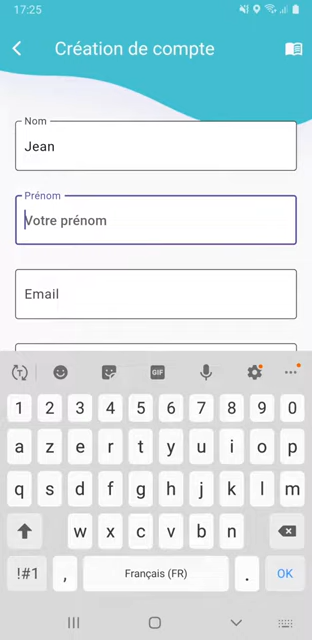 17:25
Création de compte
Nom
Jean
Prénom
Votre prénom
Email
T
GIF
1 2 3 4 5 6 7 8 9 0
a z e r t y u i o p
q s d f g h j k l m
w x c v b n
!#1 , Français (FR) . OK